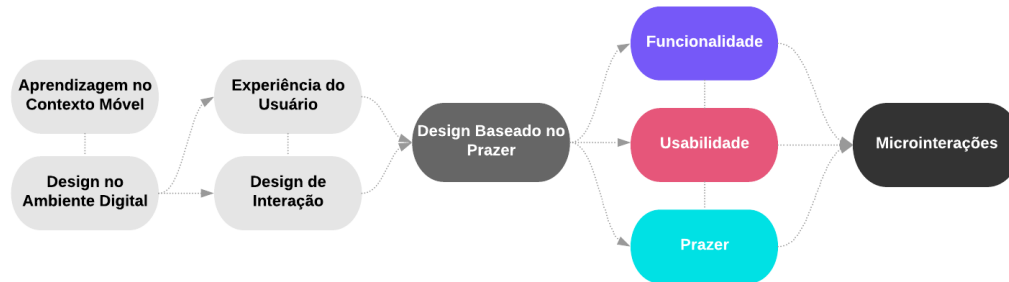 Aprendizagem no
Contexto Móvel
Design no
Ambiente Digital
Experiência do
Usuário
Design de
Interação
Design Baseado no
Prazer
Funcionalidade
Usabilidade
Prazer
Microinterações